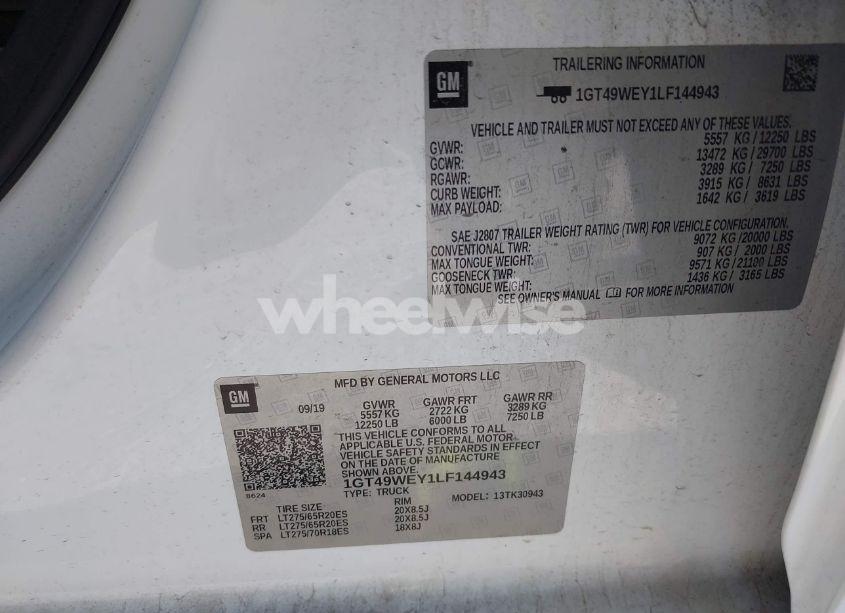 GM
TRAILERING INFORMATION
1GT49WEY1LF144943
VEHICLE AND TRAILER MUST NOT EXCEED ANY OF THESE VALUES.
GVWR: 5557 KG/12250 LBS
GCWR: 13472 KG/29700 LBS
RGAWR: 3289 KG / 7250 LBS
CURB WEIGHT: 3915 KG / 8631 LBS
MAX PAYLOAD: 1642 KG / 3619 LBS
SAE J2807 TRAILER WEIGHT RATING (TWR) FOR VEHICLE CONFIGURATION.
CONVENTIONAL TWR: 9072 KG/20000 LBS
MAX TONGUE WEIGHT: 907 KG / 2000 LBS
GOOSENECK TWR: 9571 KG/21100 LBS
MAX TONGUE WEIGHT: 1436 KG / 3165 LBS
SEE OWNER'S MANUAL FOR MORE INFORMATION
wheelwise
GM
MFD BY GENERAL MOTORS LLC
09/19
GVWR GAWR FRT GAWR RR
5557 KG 2722 KG 3289 KG
12250 LB 6000 LB 7250 LB
THIS VEHICLE CONFORMS TO ALL
APPLICABLE U.S. FEDERAL MOTOR
VEHICLE SAFETY STANDARDS IN EFFECT
ON THE DATE OF MANUFACTURE
SHOWN ABOVE.
1GT49WEY1LF144943
8624
TYPE: TRUCK MODEL: 13TK30943
TIRE SIZE RIM
FRT LT275/65R20ES 20X8.5J
RR LT275/65R20ES 20X8.5J
SPA LT275/70R18ES 18X8J